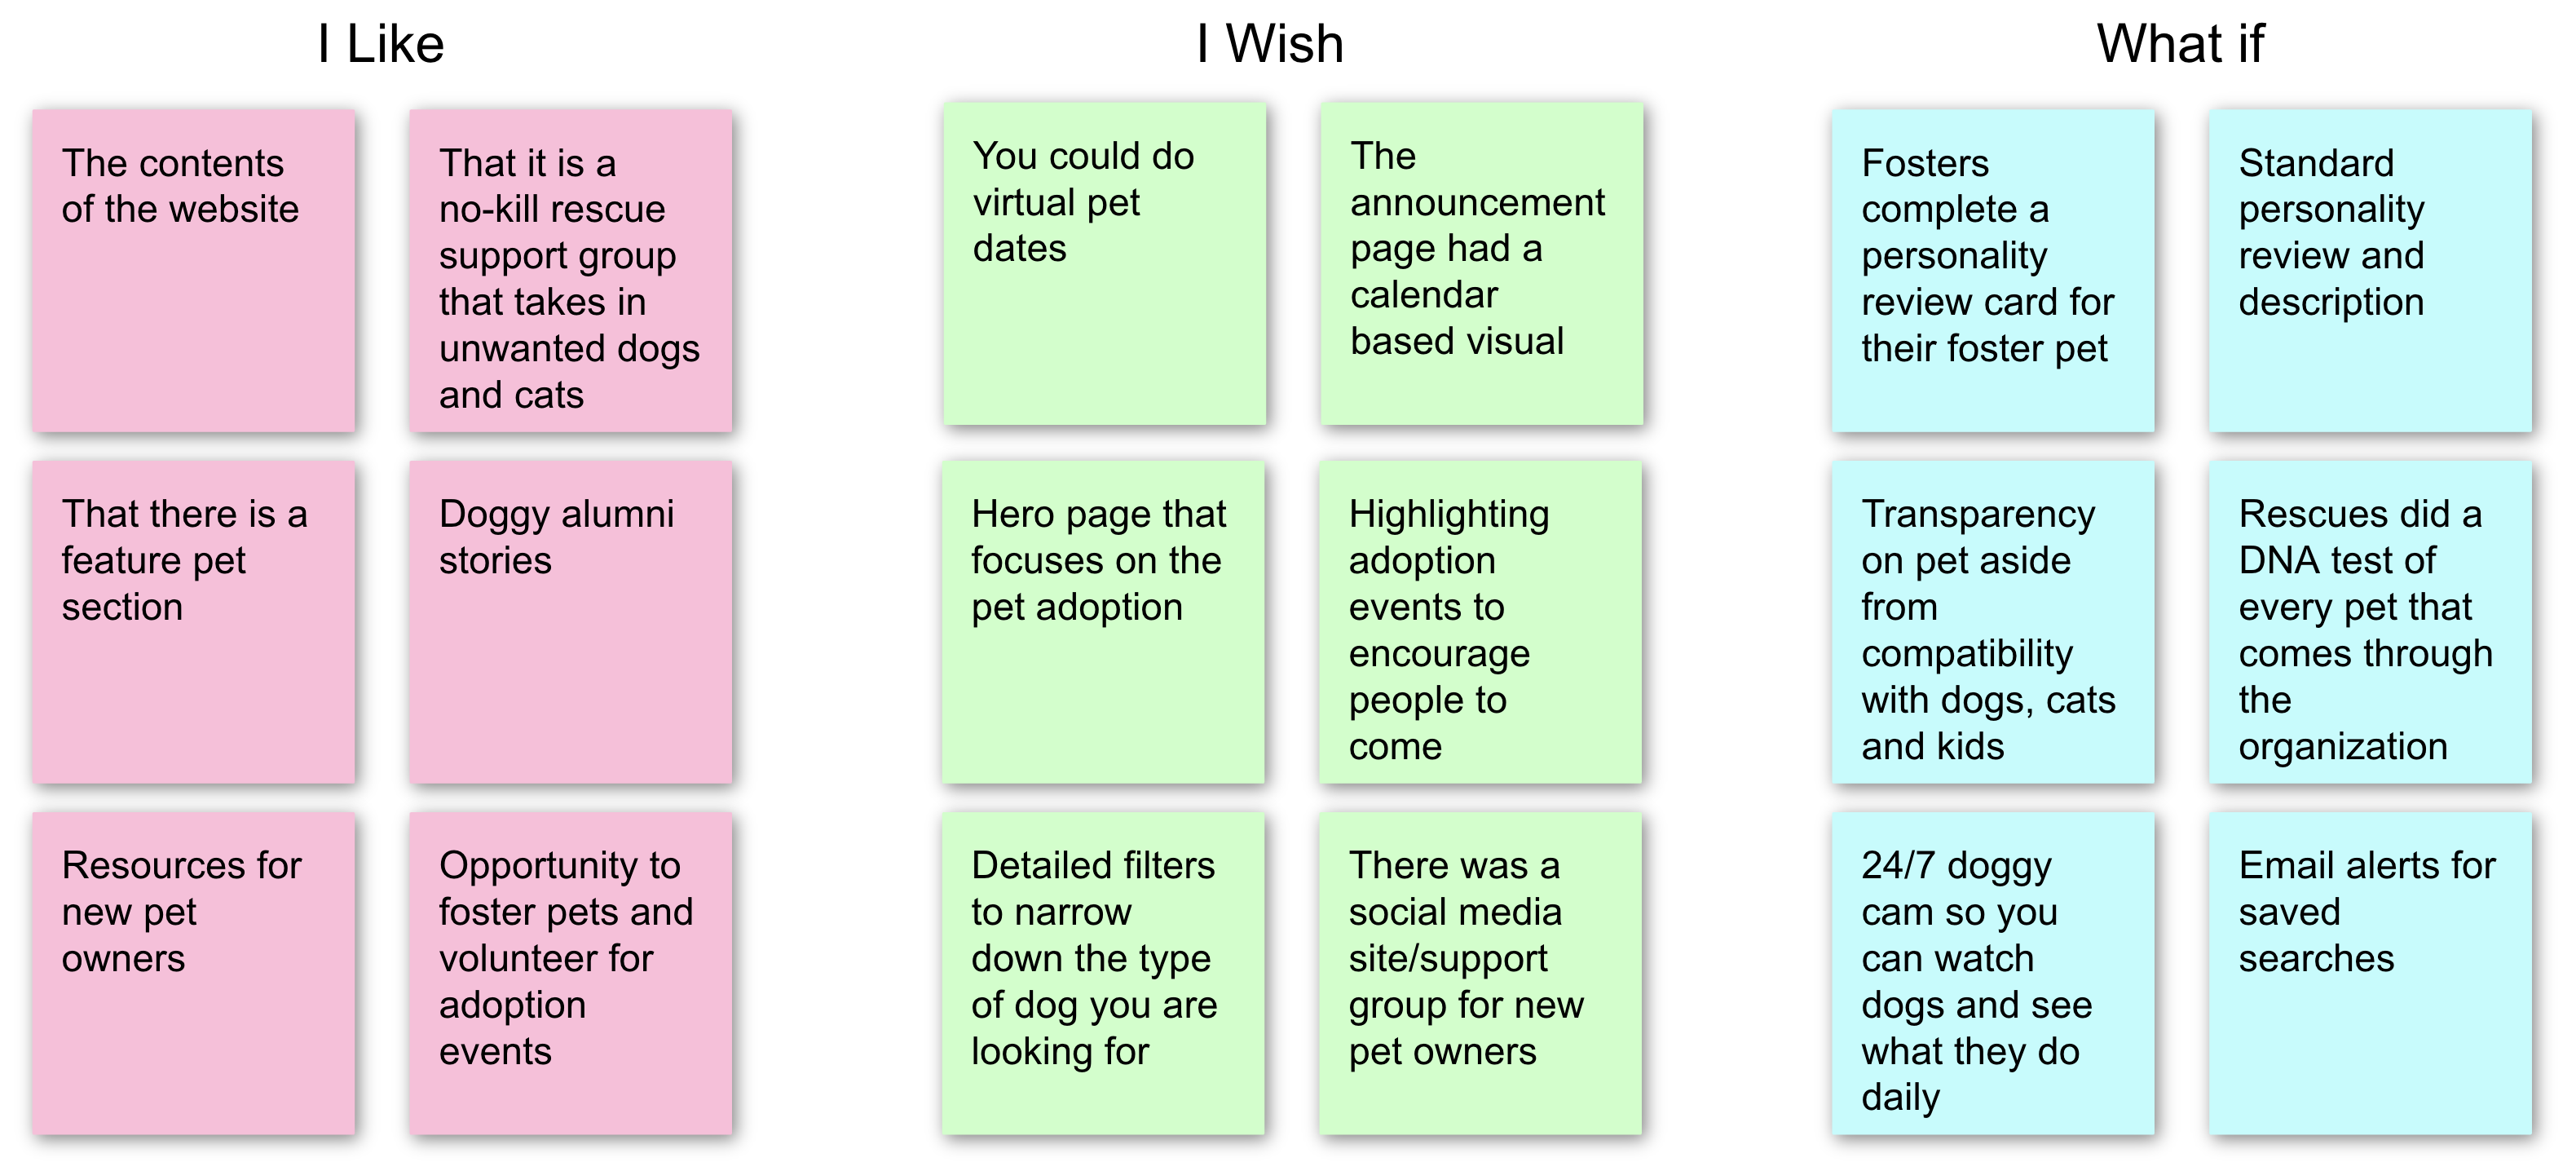 I Like
The contents
of the website
That it is a
no-kill rescue
support group
that takes in
unwanted dogs
and cats
That there is a
feature pet
section
Doggy alumni
stories
Resources for
new pet
owners
Opportunity to
foster pets and
volunteer for
adoption
events
I Wish
You could do
virtual pet
dates
The
announcement
page had a
calendar
based visual
Hero page that
focuses on the
pet adoption
Highlighting
adoption
events to
encourage
people to
come
Detailed filters
to narrow
down the type
of dog you are
looking for
There was a
social media
site/support
group for new
pet owners
What if
Fosters
complete a
personality
review card for
their foster pet
Standard
personality
review and
description
Transparency
on pet aside
from
compatibility
with dogs, cats
and kids
Rescues did a
DNA test of
every pet that
comes through
the
organization
24/7 doggy
cam so you
can watch
dogs and see
what they do
daily
Email alerts for
saved
searches